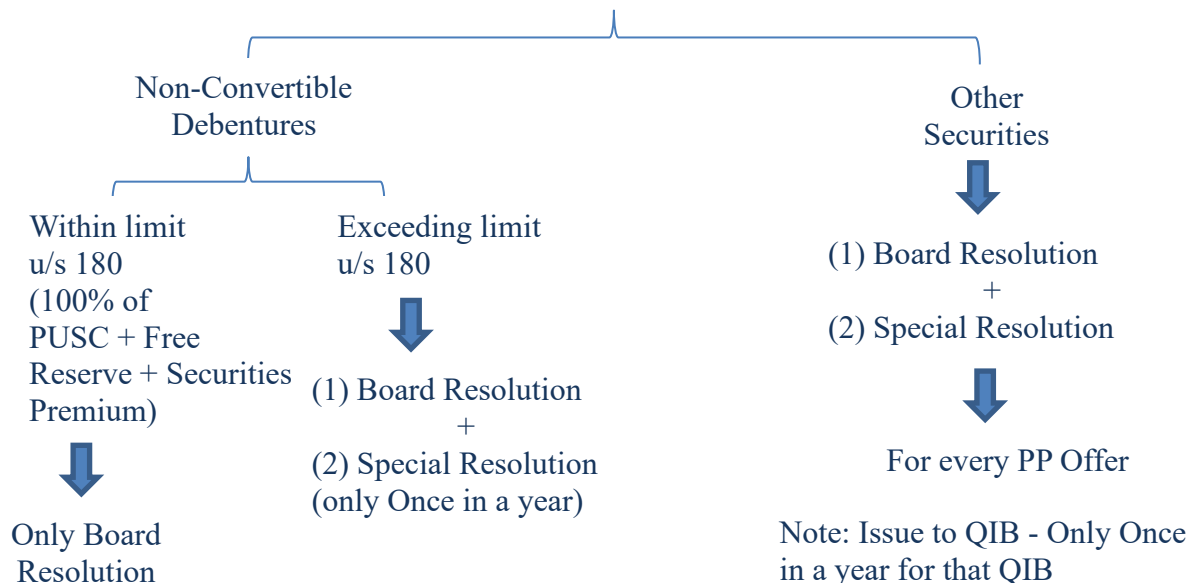 Non-Convertible
Debentures
Within limit
u/s 180
(100% of
PUSC + Free
Reserve + Securities
Premium)
Only Board
Resolution
Exceeding limit
u/s 180
(1) Board Resolution
+
(2) Special Resolution
(only Once in a year)
Other
Securities
(1) Board Resolution
+
(2) Special Resolution
For every PP Offer
Note: Issue to QIB - Only Once
in a year for that QIB